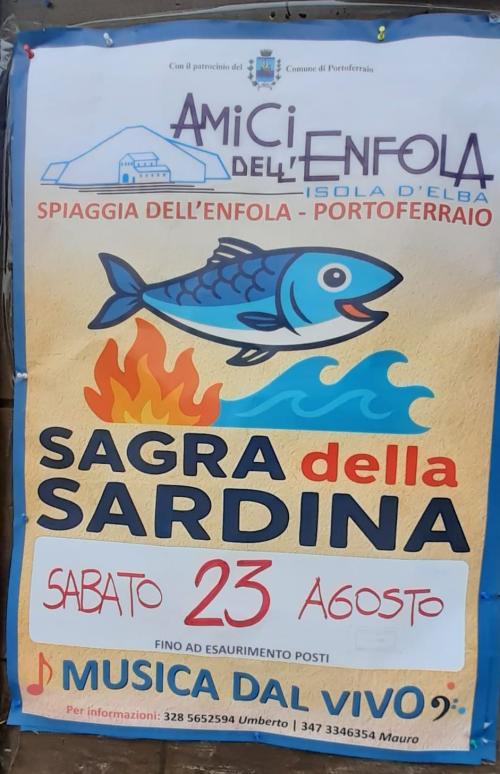 Con il patrocinio del Comune di Portoferraio
AMiCi
DELL'ENFOLA
ISOLA D'ELBA
SPIAGGIA DELL'ENFOLA - PORTOFERRAIO
SAGRA della
SARDINA
SABATO 23 AGOSTO
FINO AD ESAURIMENTO POSTI
MUSICA DAL VIVO
Per informazioni: 328 5652594 Umberto | 347 3346354 Mauro